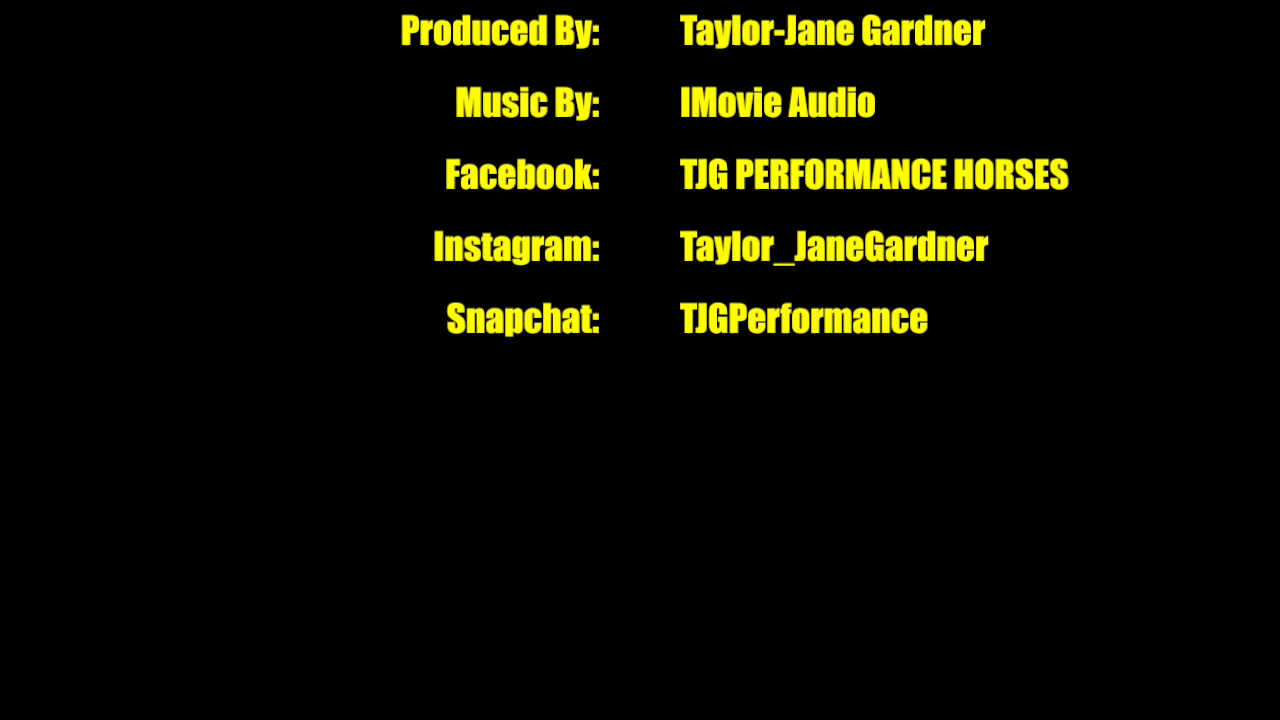 Produced By: Taylor-Jane Gardner
Music By: IMovie Audio
Facebook: TJG PERFORMANCE HORSES
Instagram: Taylor_JaneGardner
Snapchat: TJGPerformance